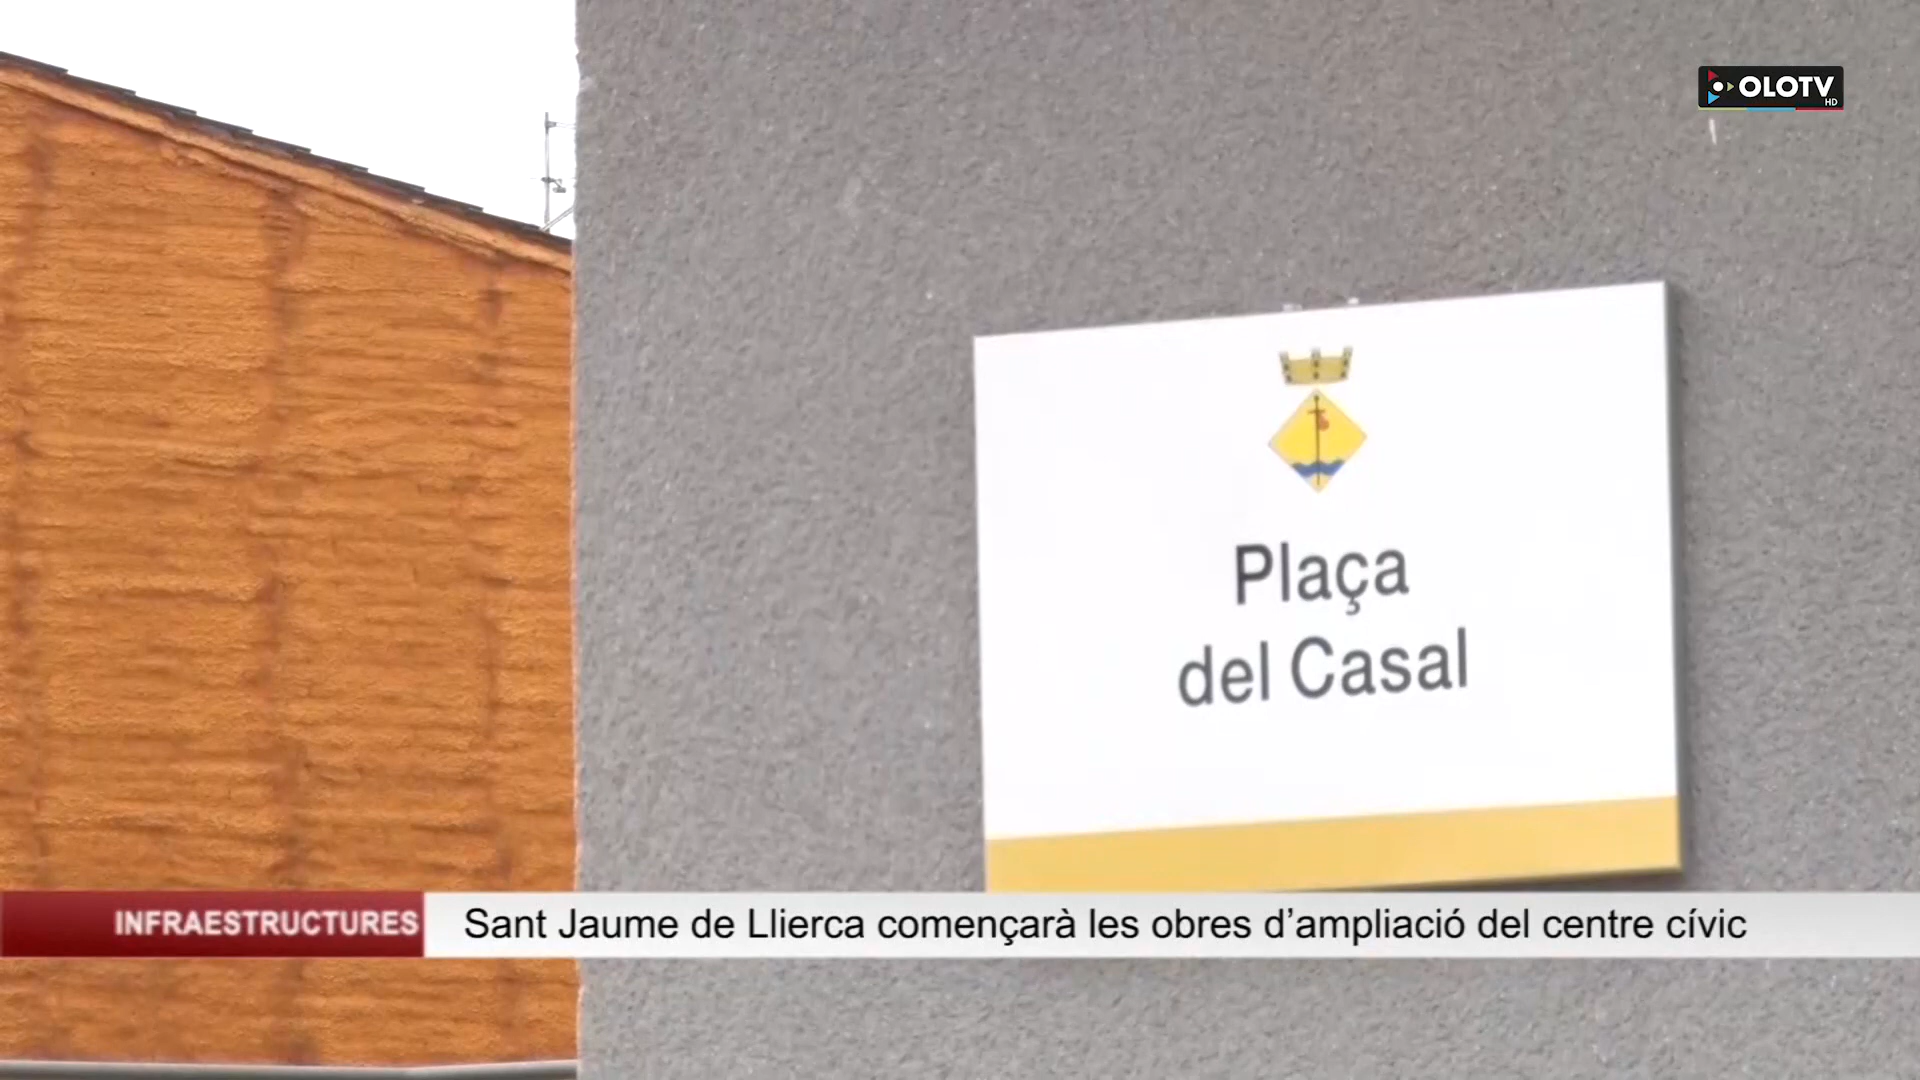 OLOTV
HD
Plaça
del Casal
INFRAESTRUCTURES
Sant Jaume de Llierca començarà les obres d’ampliació del centre cívic